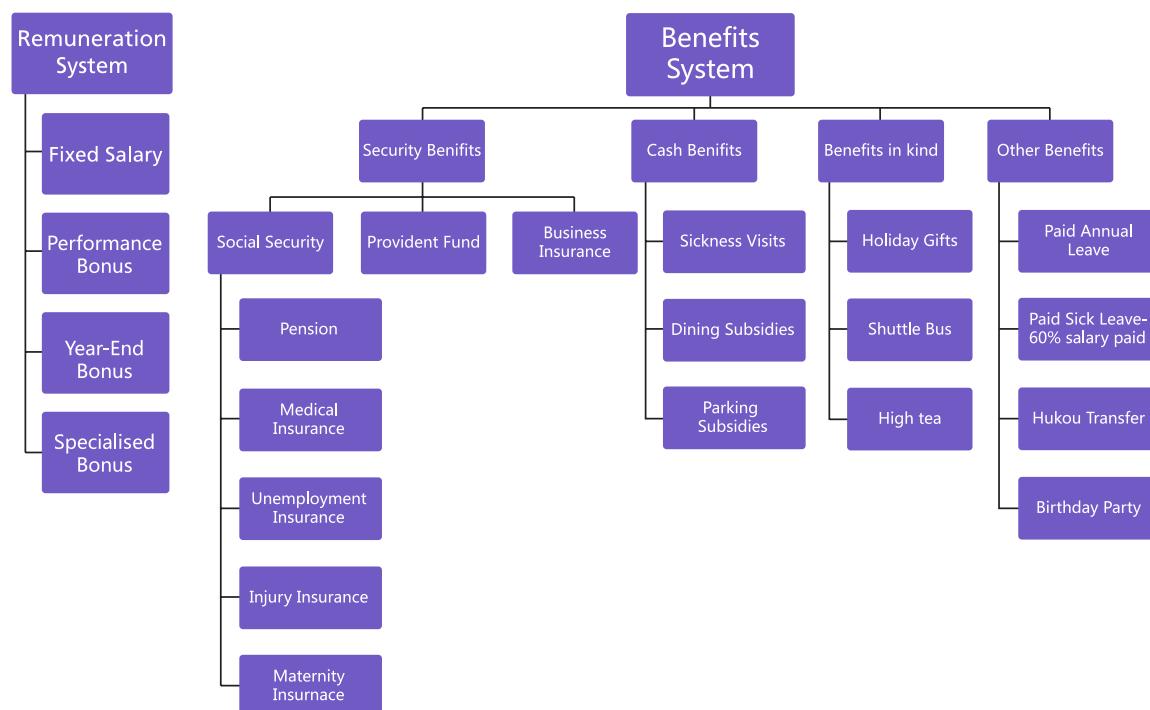 Remuneration
System
Fixed Salary
Performance
Bonus
Year-End
Bonus
Specialised
Bonus
Benefits
System
Security Benifits
Cash Benifits
Benefits in kind
Other Benefits
Social Security
Provident Fund
Business
Insurance
Pension
Medical
Insurance
Unemployment
Insurance
Injury Insurance
Maternity
Insurnace
Sickness Visits
Dining Subsidies
Parking
Subsidies
Holiday Gifts
Shuttle Bus
High tea
Paid Annual
Leave
Paid Sick Leave-
60% salary paid
Hukou Transfer
Birthday Party